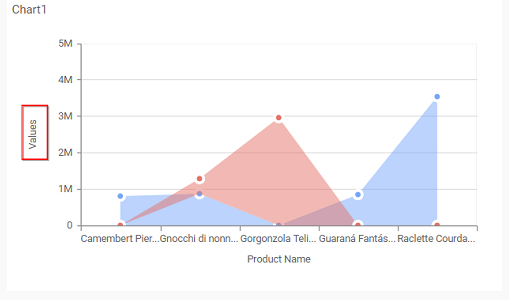 Chart1
5M
4M
3M
2M
1M
0
Values
Camembert Pier... Gnocchi di nonn... Gorgonzola Teli... Guaraná Fantás... Raclette Courda...
Product Name